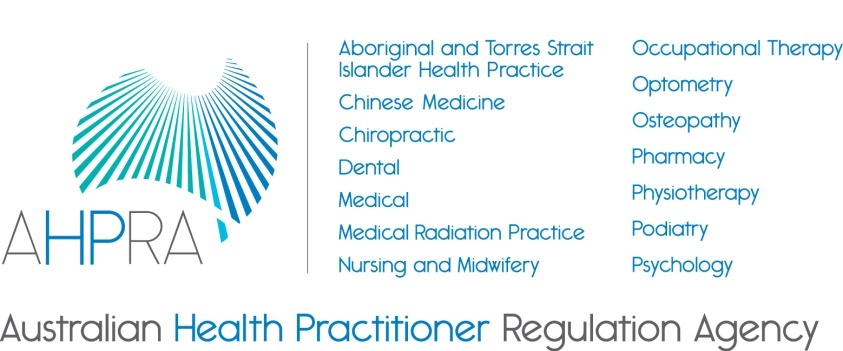 AHPRA
Aboriginal and Torres Strait
Islander Health Practice
Chinese Medicine
Chiropractic
Dental
Medical
Medical Radiation Practice
Nursing and Midwifery
Occupational Therapy
Optometry
Osteopathy
Pharmacy
Physiotherapy
Podiatry
Psychology
Australian Health Practitioner Regulation Agency